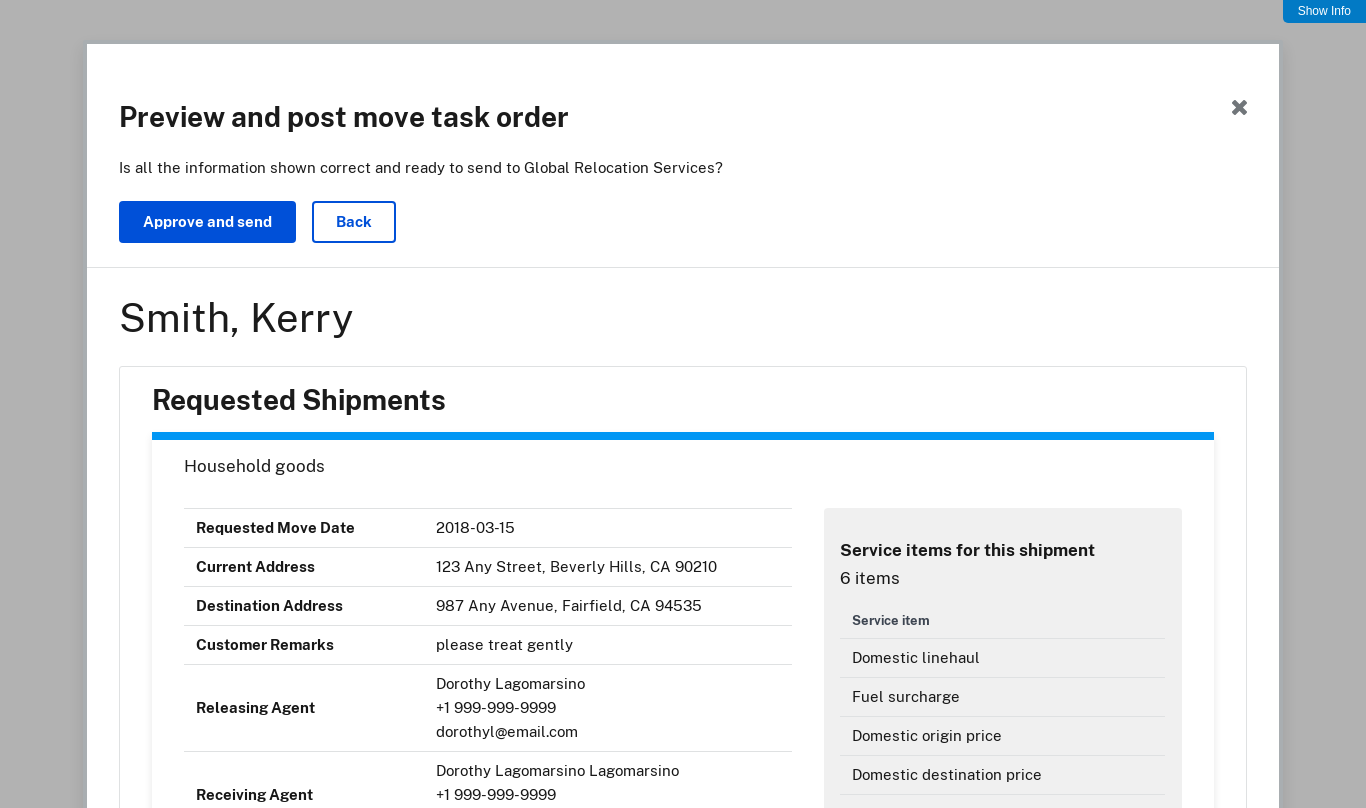 Show Info
Preview and post move task order
✖
Is all the information shown correct and ready to send to Global Relocation Services?
Approve and send
Back
Smith, Kerry
Requested Shipments
Household goods
Requested Move Date 2018-03-15
Current Address 123 Any Street, Beverly Hills, CA 90210
Destination Address 987 Any Avenue, Fairfield, CA 94535
Customer Remarks please treat gently
Releasing Agent Dorothy Lagomarsino
+1 999-999-9999
dorothyl@email.com
Receiving Agent Dorothy Lagomarsino Lagomarsino
+1 999-999-9999
Service items for this shipment
6 items
Service item
Domestic linehaul
Fuel surcharge
Domestic origin price
Domestic destination price